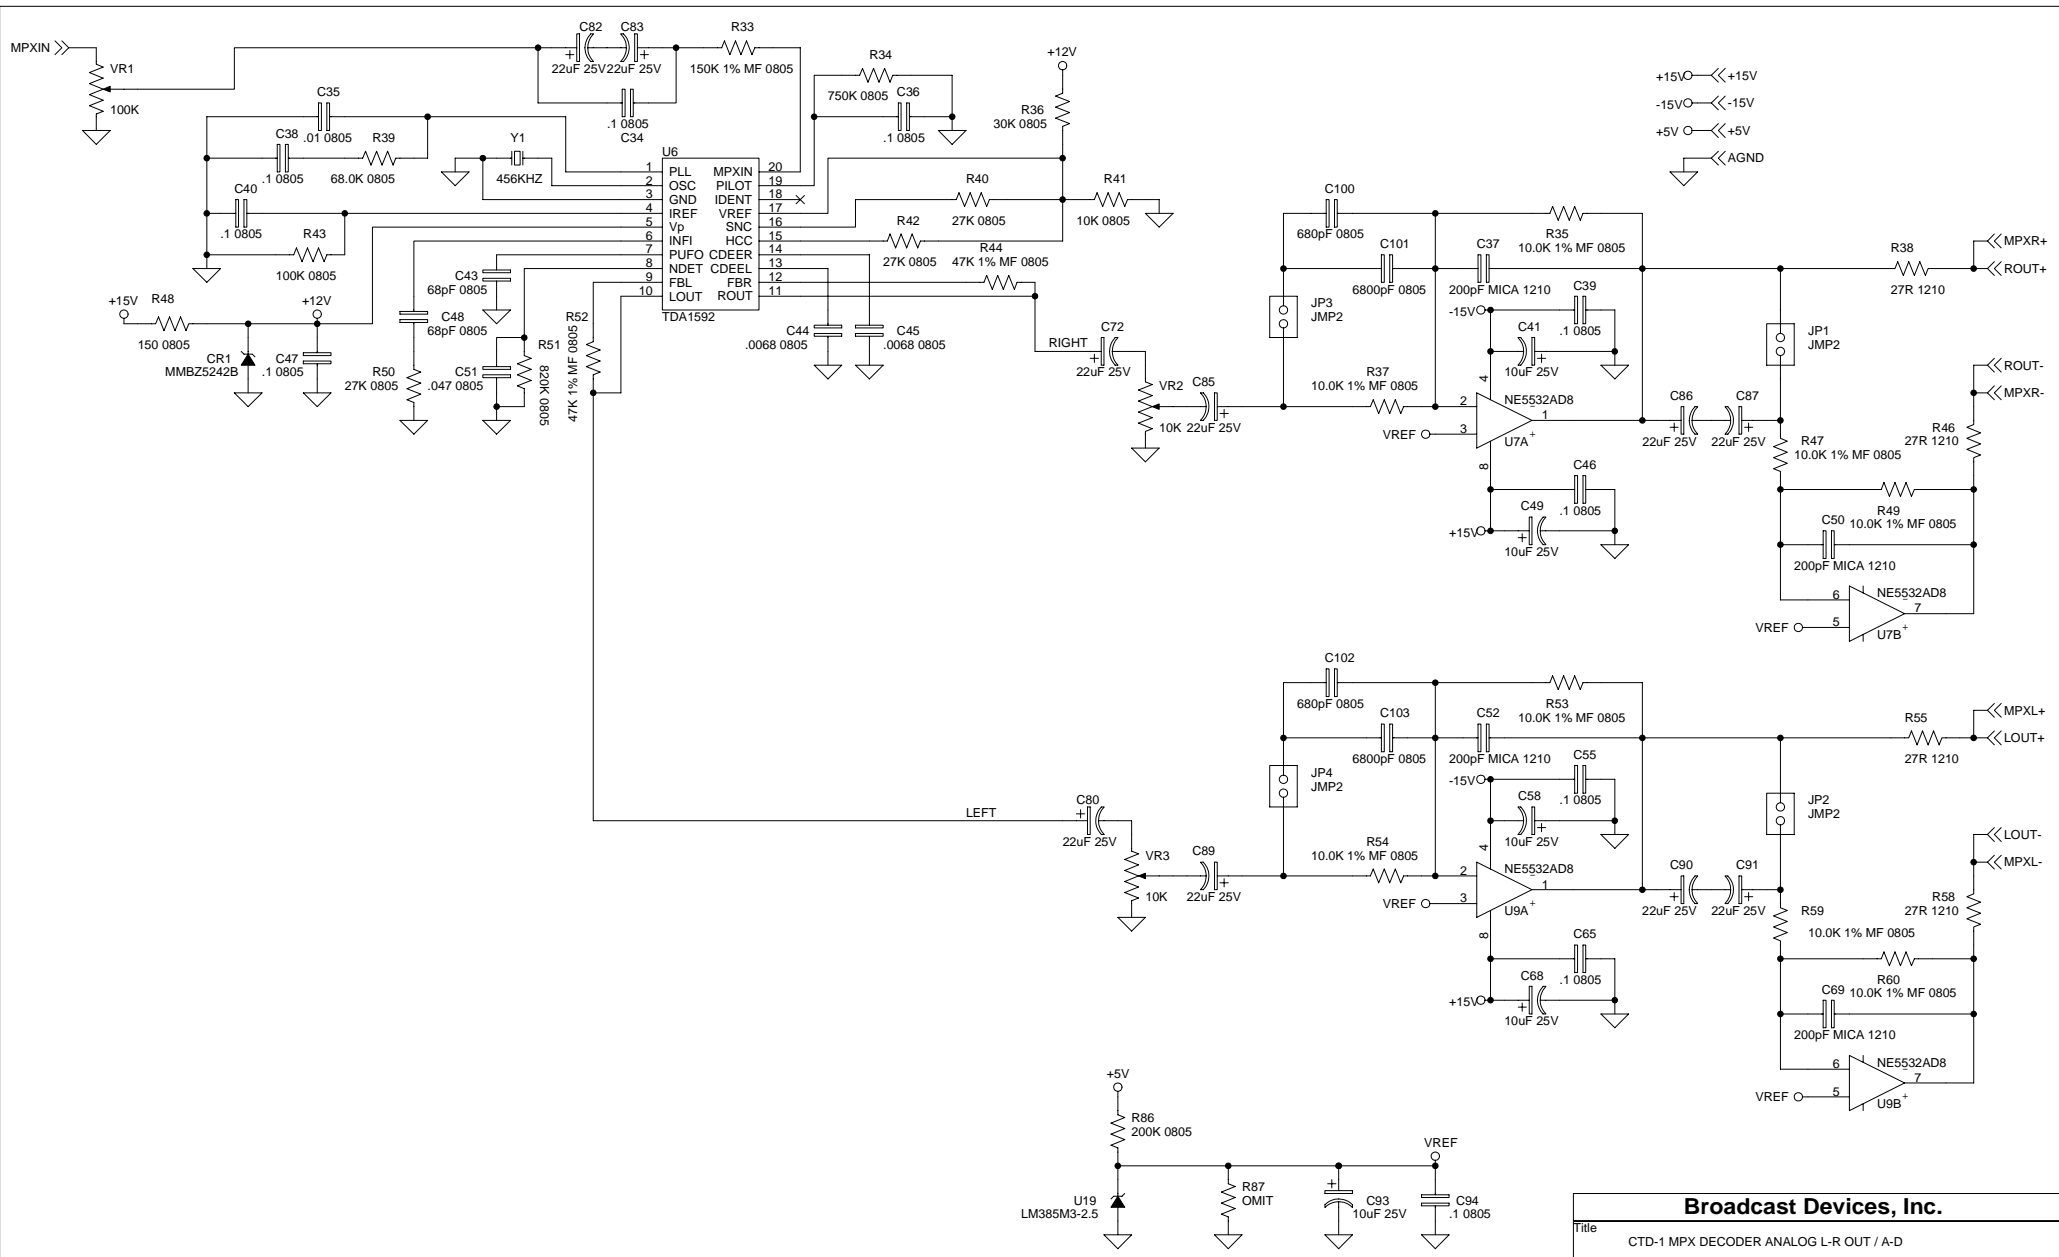 MPXIN
VR1
100K
C82
C83
22uF 25V
22uF 25V
R33
150K 1% MF 0805
.1 0805
C34
R34
750K 0805
C36
.1 0805
+12V
R36
30K 0805
C35
.01 0805
C38
.1 0805
R39
68.0K 0805
Y1
456KHZ
C40
.1 0805
R43
100K 0805
U6
1 PLL MPXIN 20
2 OSC PILOT 19
3 GND IDENT 18
4 IREF VREF 17
5 Vp SNC 16
6 INFI HCC 15
7 PUFO CDEER 14
8 NDET CDEEL 13
9 FBL FBR 12
10 LOUT ROUT 11
TDA1592
R40
27K 0805
R41
10K 0805
R42
27K 0805
R44
47K 1% MF 0805
+15V
R48
150 0805
+12V
CR1
MMBZ5242B
C47
.1 0805
C43
68pF 0805
C48
68pF 0805
R50
27K 0805
C51
.047 0805
R51
820K 0805
R52
47K 1% MF 0805
C44
.0068 0805
C45
.0068 0805
RIGHT
C72
22uF 25V
VR2
10K
C85
22uF 25V
+15V +15V
-15V -15V
+5V +5V
AGND
C100
680pF 0805
C101
6800pF 0805
R35
10.0K 1% MF 0805
C37
200pF MICA 1210
JP3
JMP2
-15V
C39
.1 0805
C41
10uF 25V
R37
10.0K 1% MF 0805
4
NE5532AD8
2
3
1
-
+
U7A
VREF
8
C46
.1 0805
C49
10uF 25V
+15V
R38
27R 1210
MPXR+
ROUT+
JP1
JMP2
ROUT-
MPXR-
C86
22uF 25V
C87
22uF 25V
R47
10.0K 1% MF 0805
R46
27R 1210
R49
10.0K 1% MF 0805
C50
200pF MICA 1210
NE5532AD8
6
5
7
-
+
U7B
VREF
LEFT
C80
22uF 25V
VR3
10K
C89
22uF 25V
C102
680pF 0805
C103
6800pF 0805
R53
10.0K 1% MF 0805
C52
200pF MICA 1210
JP4
JMP2
-15V
C55
.1 0805
C58
10uF 25V
R54
10.0K 1% MF 0805
4
NE5532AD8
2
3
1
-
+
U9A
VREF
8
C65
.1 0805
C68
10uF 25V
+15V
R55
27R 1210
MPXL+
LOUT+
JP2
JMP2
LOUT-
MPXL-
C90
22uF 25V
C91
22uF 25V
R59
10.0K 1% MF 0805
R58
27R 1210
R60
10.0K 1% MF 0805
C69
200pF MICA 1210
NE5532AD8
6
5
7
-
+
U9B
VREF
+5V
R86
200K 0805
VREF
U19
LM385M3-2.5
R87
OMIT
C93
10uF 25V
C94
.1 0805
Broadcast Devices, Inc.
Title
CTD-1 MPX DECODER ANALOG L-R OUT / A-D